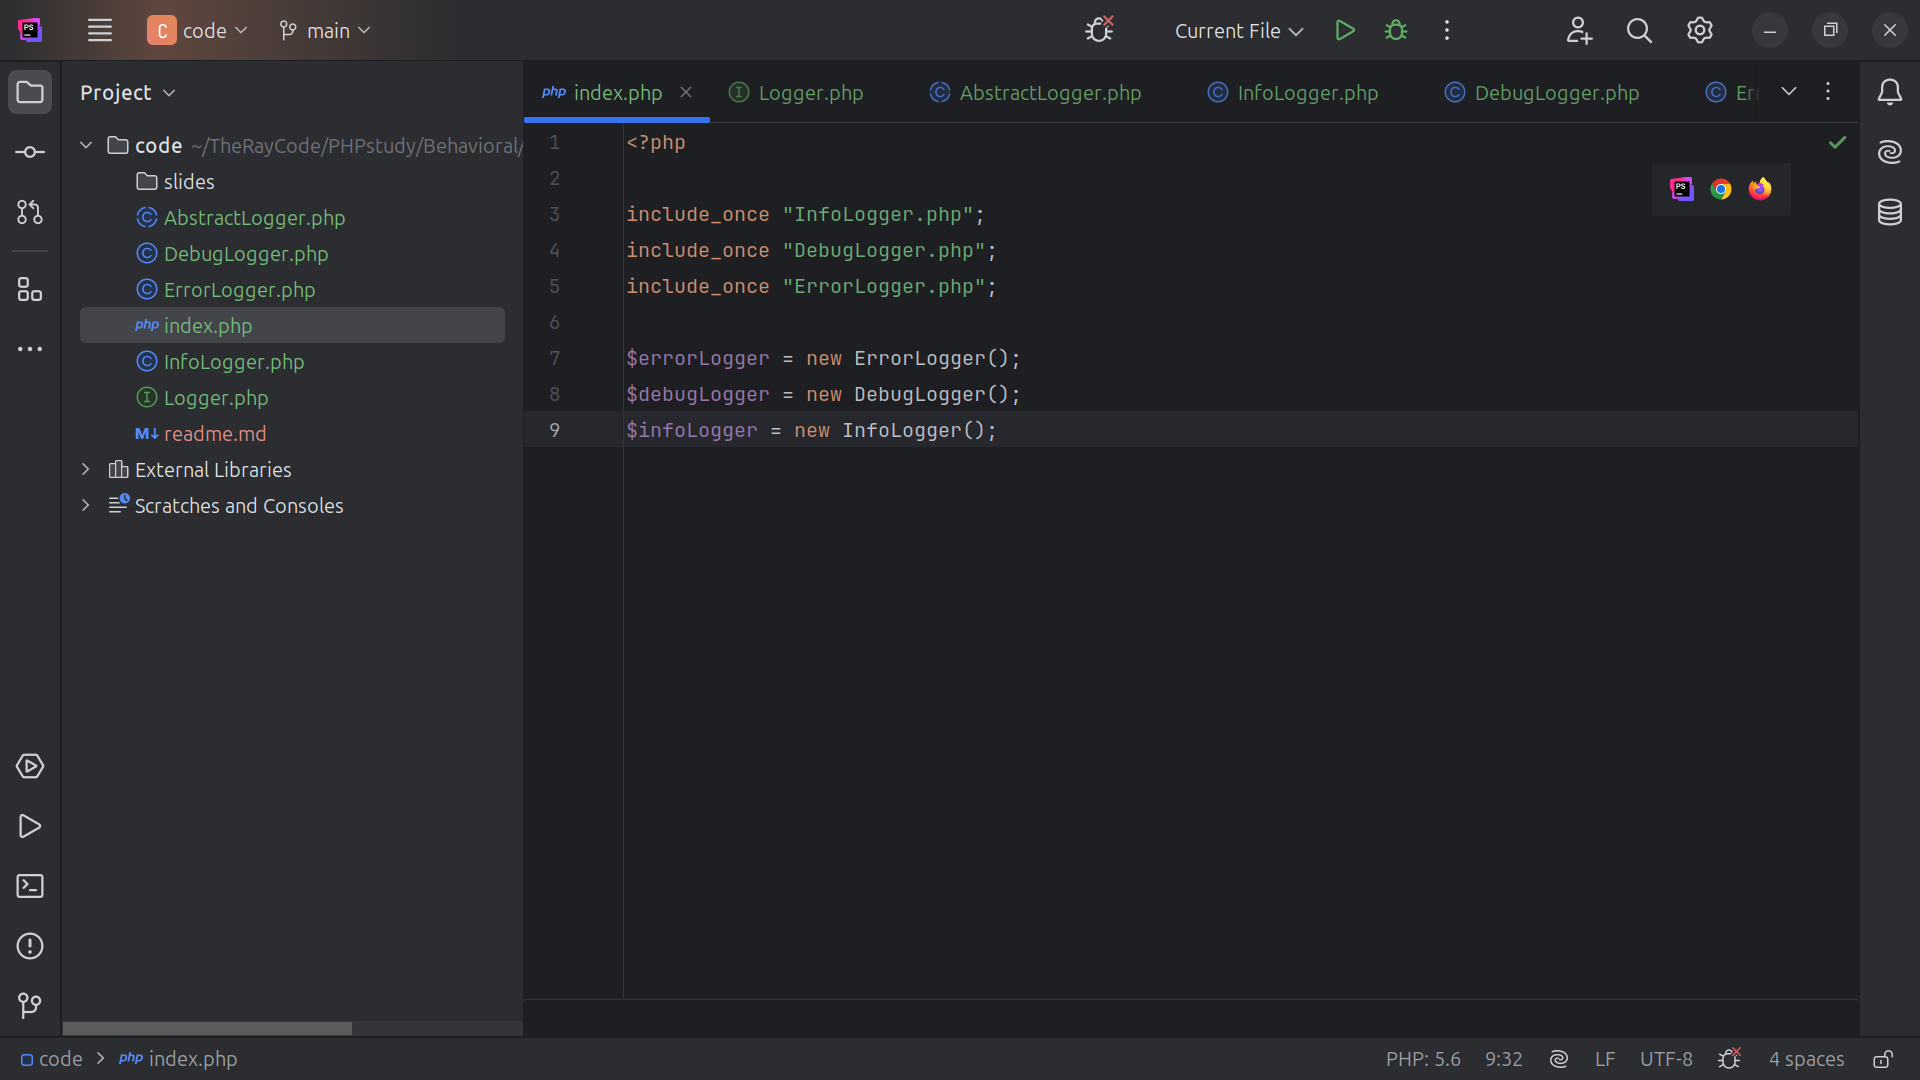 PS
C code main
Current File
Project
code ~/TheRayCode/PHPstudy/Behavioral/
slides
AbstractLogger.php
DebugLogger.php
ErrorLogger.php
php index.php
InfoLogger.php
Logger.php
M↓ readme.md
External Libraries
Scratches and Consoles
php index.php Logger.php AbstractLogger.php InfoLogger.php DebugLogger.php
1 <?php
2
3 include_once "InfoLogger.php";
4 include_once "DebugLogger.php";
5 include_once "ErrorLogger.php";
6
7 $errorLogger = new ErrorLogger();
8 $debugLogger = new DebugLogger();
9 $infoLogger = new InfoLogger();
PS
code > php index.php
PHP: 5.6 9:32 LF UTF-8 4 spaces